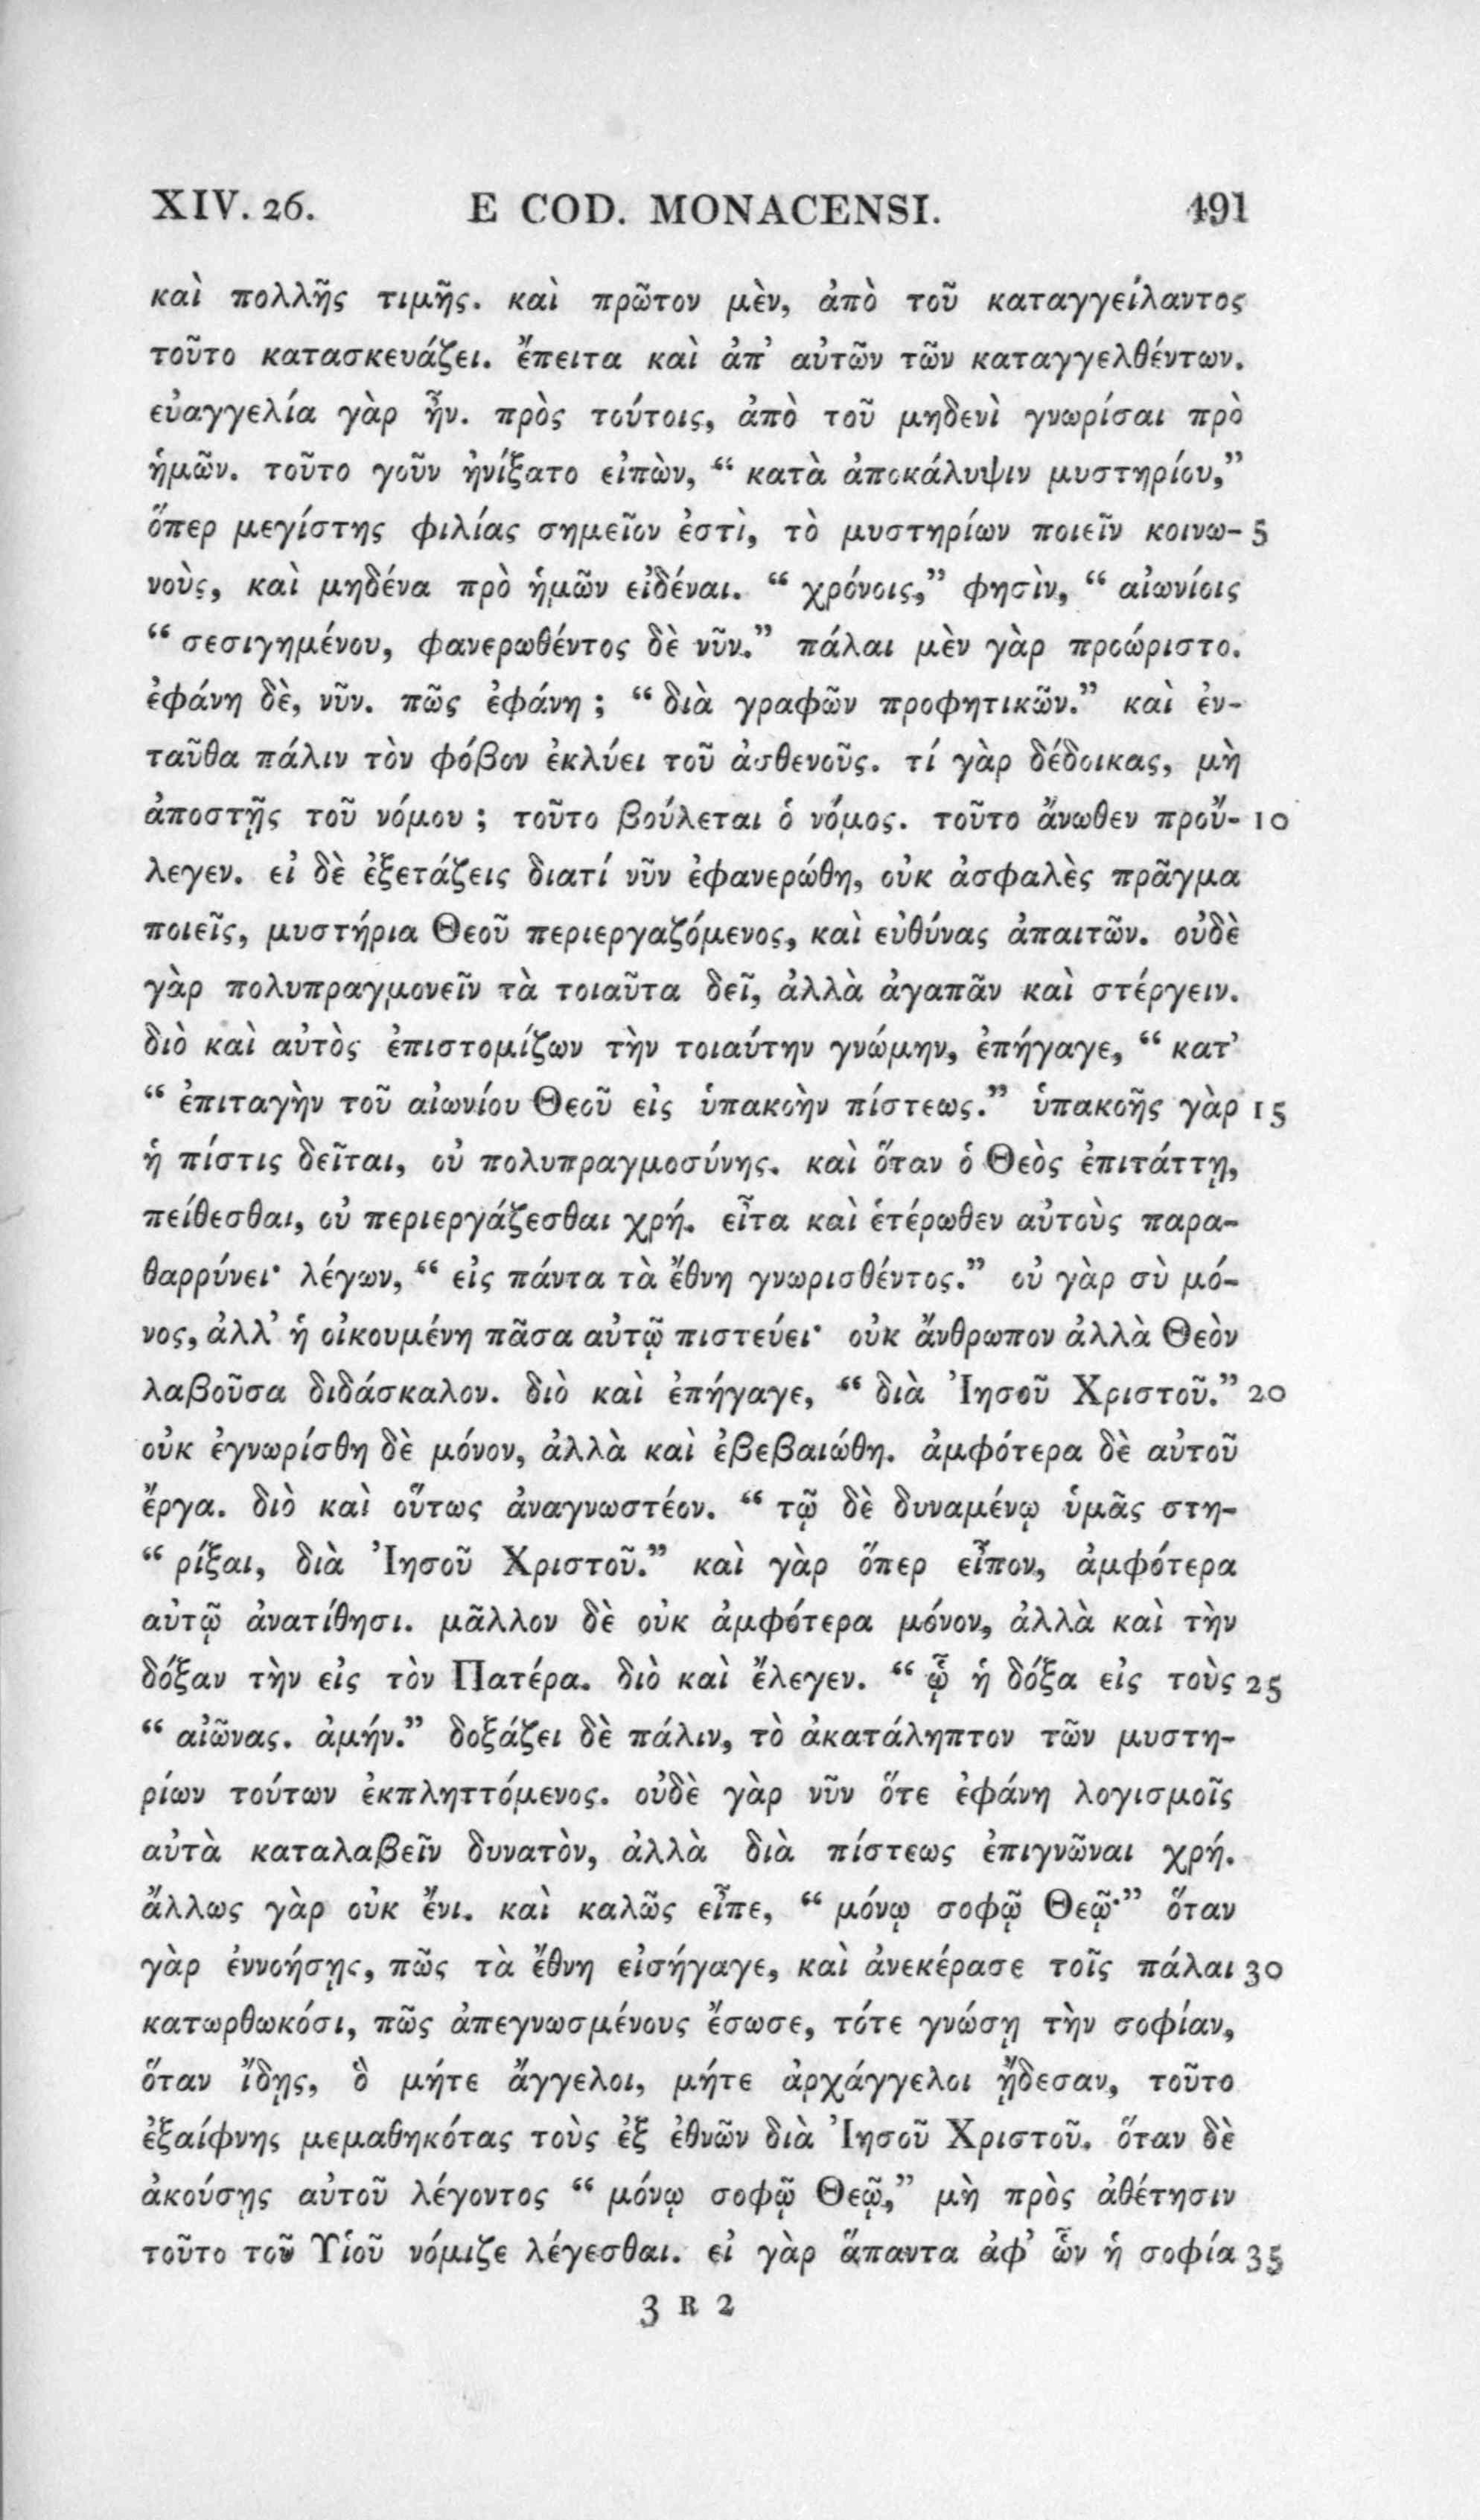 XIV. 26. E COD. MONACENSI. 491
καὶ πολλῆς τιμῆς. καὶ πρῶτον μὲν, ἀπὸ τοῦ καταγγείλαντος
τοῦτο κατασκευάζει. ἔπειτα καὶ ἀπ’ αὐτῶν τῶν καταγγελθέντων.
εὐαγγελία γὰρ ἦν. πρὸς τούτοις, ἀπὸ τοῦ μηδενὶ γνωρίσαι πρὸ
ἡμῶν. τοῦτο γοῦν ᾐνίξατο εἰπὼν, “ κατὰ ἀποκάλυψιν μυστηρίου,”
ὅπερ μεγίστης φιλίας σημεῖον ἐστὶ, τὸ μυστηρίων ποιεῖν κοινω- 5
νοὺς, καὶ μηδένα πρὸ ἡμῶν εἰδέναι. “ χρόνοις,” φησὶν, “ αἰωνίοις
“ σεσιγημένου, φανερωθέντος δὲ νῦν.” πάλαι μὲν γὰρ προώριστο.
ἐφάνη δὲ, νῦν. πῶς ἐφάνη ; “ διὰ γραφῶν προφητικῶν.” καὶ ἐν-
ταῦθα πάλιν τὸν φόβον ἐκλύει τοῦ ἀσθενοῦς. τί γὰρ δέδοικας, μὴ
ἀποστῇς τοῦ νόμου ; τοῦτο βούλεται ὁ νόμος. τοῦτο ἄνωθεν προὔ- 10
λεγεν. εἰ δὲ ἐξετάζεις διατί νῦν ἐφανερώθη, οὐκ ἀσφαλὲς πρᾶγμα
ποιεῖς, μυστήρια Θεοῦ περιεργαζόμενος, καὶ εὐθύνας ἀπαιτῶν. οὐδὲ
γὰρ πολυπραγμονεῖν τὰ τοιαῦτα δεῖ, ἀλλὰ ἀγαπᾶν καὶ στέργειν.
διὸ καὶ αὐτὸς ἐπιστομίζων τὴν τοιαύτην γνώμην, ἐπήγαγε, “ κατ’
“ ἐπιταγὴν τοῦ αἰωνίου Θεοῦ εἰς ὑπακοὴν πίστεως.” ὑπακοῆς γὰρ 15
ἡ πίστις δεῖται, οὐ πολυπραγμοσύνης. καὶ ὅταν ὁ Θεὸς ἐπιτάττῃ,
πείθεσθαι, οὐ περιεργάζεσθαι χρή. εἶτα καὶ ἑτέρωθεν αὐτοὺς παρα-
θαρρύνει· λέγων, “ εἰς πάντα τὰ ἔθνη γνωρισθέντος.” οὐ γὰρ σὺ μό-
νος, ἀλλ’ ἡ οἰκουμένη πᾶσα αὐτῷ πιστεύει· οὐκ ἄνθρωπον ἀλλὰ Θεὸν
λαβοῦσα διδάσκαλον. διὸ καὶ ἐπήγαγε, “ διὰ Ἰησοῦ Χριστοῦ.” 20
οὐκ ἐγνωρίσθη δὲ μόνον, ἀλλὰ καὶ ἐβεβαιώθη. ἀμφότερα δὲ αὐτοῦ
ἔργα. διὸ καὶ οὕτως ἀναγνωστέον. “ τῷ δὲ δυναμένῳ ὑμᾶς στη-
“ ρίξαι, διὰ Ἰησοῦ Χριστοῦ.” καὶ γὰρ ὅπερ εἶπον, ἀμφότερα
αὐτῷ ἀνατίθησι. μᾶλλον δὲ οὐκ ἀμφότερα μόνον, ἀλλὰ καὶ τὴν
δόξαν τὴν εἰς τὸν Πατέρα. διὸ καὶ ἔλεγεν. “ ᾧ ἡ δόξα εἰς τοὺς 25
“ αἰῶνας. ἀμήν.” δοξάζει δὲ πάλιν, τὸ ἀκατάληπτον τῶν μυστη-
ρίων τούτων ἐκπληττόμενος. οὐδὲ γὰρ νῦν ὅτε ἐφάνη λογισμοῖς
αὐτὰ καταλαβεῖν δυνατὸν, ἀλλὰ διὰ πίστεως ἐπιγνῶναι χρή.
ἄλλως γὰρ οὐκ ἔνι. καὶ καλῶς εἶπε, “ μόνῳ σοφῷ Θεῷ·” ὅταν
γὰρ ἐννοήσῃς, πῶς τὰ ἔθνη εἰσήγαγε, καὶ ἀνεκέρασε τοῖς πάλαι 30
κατωρθωκόσι, πῶς ἀπεγνωσμένους ἔσωσε, τότε γνώσῃ τὴν σοφίαν,
ὅταν ἴδῃς, ὃ μήτε ἄγγελοι, μήτε ἀρχάγγελοι ᾔδεσαν, τοῦτο
ἐξαίφνης μεμαθηκότας τοὺς ἐξ ἐθνῶν διὰ Ἰησοῦ Χριστοῦ. ὅταν δὲ
ἀκούσῃς αὐτοῦ λέγοντος “ μόνῳ σοφῷ Θεῷ,” μὴ πρὸς ἀθέτησιν
τοῦτο τοῦ Υἱοῦ νόμιζε λέγεσθαι. εἰ γὰρ ἅπαντα ἀφ’ ὧν ἡ σοφία 35
3 R 2